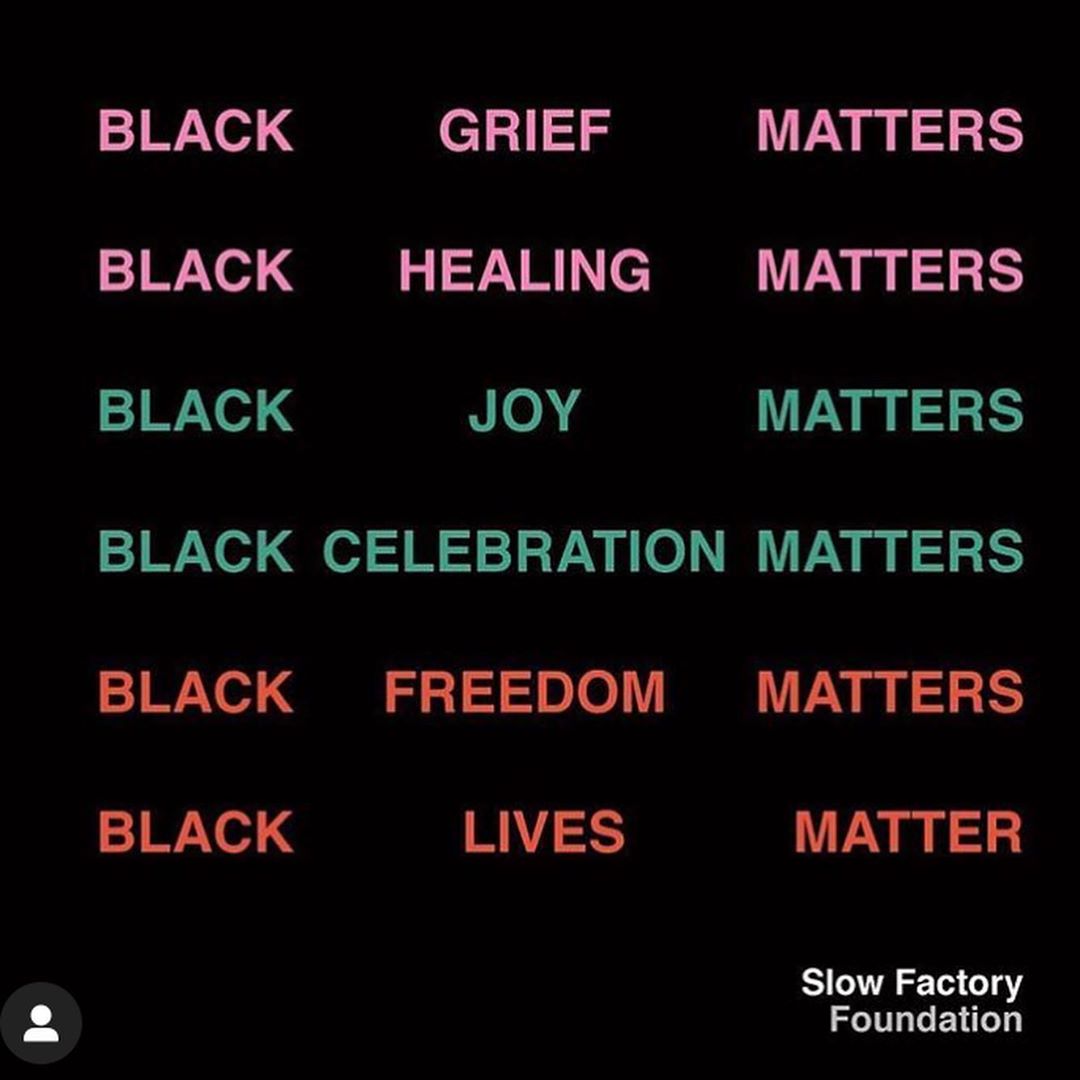 BLACK GRIEF MATTERS
BLACK HEALING MATTERS
BLACK JOY MATTERS
BLACK CELEBRATION MATTERS
BLACK FREEDOM MATTERS
BLACK LIVES MATTER
Slow Factory
Foundation